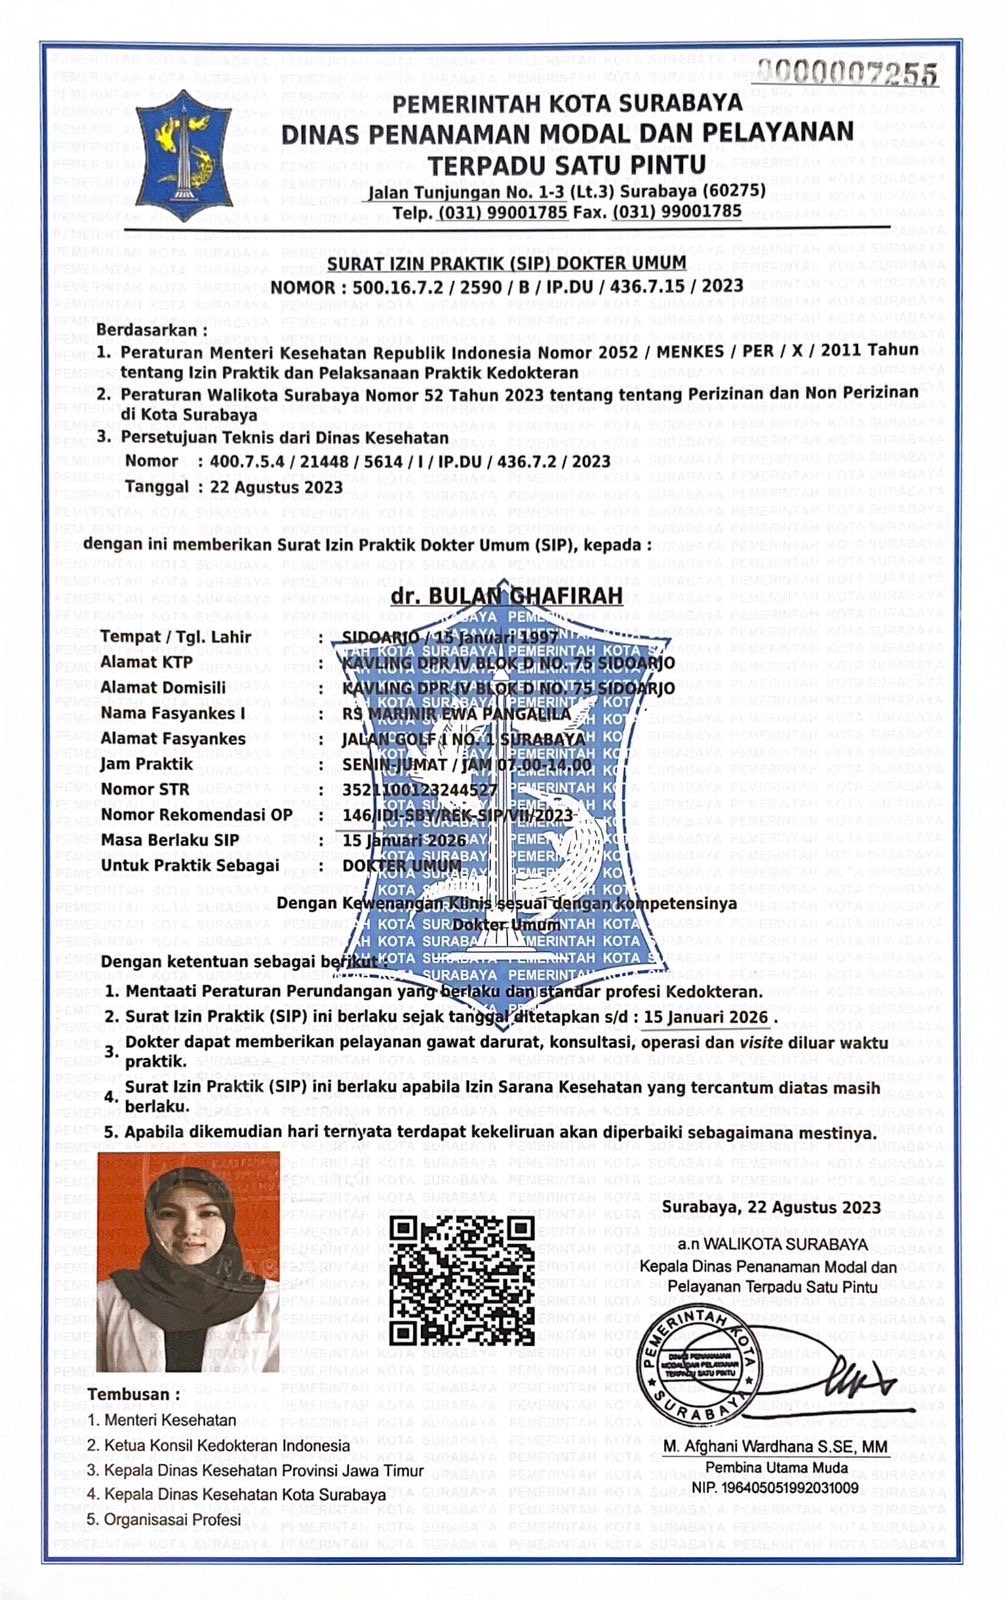 0000007255
PEMERINTAH KOTA SURABAYA
DINAS PENANAMAN MODAL DAN PELAYANAN
TERPADU SATU PINTU
Jalan Tunjungan No. 1-3 (Lt.3) Surabaya (60275)
Telp. (031) 99001785 Fax. (031) 99001785
SURAT IZIN PRAKTIK (SIP) DOKTER UMUM
NOMOR : 500.16.7.2 / 2590 / B / IP.DU / 436.7.15 / 2023
Berdasarkan :
1. Peraturan Menteri Kesehatan Republik Indonesia Nomor 2052 / MENKES / PER / X / 2011 Tahun
tentang Izin Praktik dan Pelaksanaan Praktik Kedokteran
2. Peraturan Walikota Surabaya Nomor 52 Tahun 2023 tentang tentang Perizinan dan Non Perizinan
di Kota Surabaya
3. Persetujuan Teknis dari Dinas Kesehatan
Nomor : 400.7.5.4 / 21448 / 5614 / I / IP.DU / 436.7.2 / 2023
Tanggal : 22 Agustus 2023
dengan ini memberikan Surat Izin Praktik Dokter Umum (SIP), kepada :
dr. BULAN GHAFIRAH
Tempat / Tgl. Lahir : SIDOARJO / 15 Januari 1997
Alamat KTP : KAVLING DPR IV BLOK D NO. 75 SIDOARJO
Alamat Domisili : KAVLING DPR IV BLOK D NO. 75 SIDOARJO
Nama Fasyankes I : RS MARINIR EWA PANGALILA
Alamat Fasyankes : JALAN GOLF I NO. 1 SURABAYA
Jam Praktik : SENIN-JUMAT / JAM 07.00-14.00
Nomor STR : 3521100123244527
Nomor Rekomendasi OP : 146/IDI-SBY/REK-SIP/VII/2023
Masa Berlaku SIP : 15 Januari 2026
Untuk Praktik Sebagai : DOKTER UMUM
Dengan Kewenangan Klinis sesuai dengan kompetensinya
Dokter Umum
Dengan ketentuan sebagai berikut :
1. Mentaati Peraturan Perundangan yang berlaku dan standar profesi Kedokteran.
2. Surat Izin Praktik (SIP) ini berlaku sejak tanggal ditetapkan s/d : 15 Januari 2026 .
3. Dokter dapat memberikan pelayanan gawat darurat, konsultasi, operasi dan visite diluar waktu
praktik.
4. Surat Izin Praktik (SIP) ini berlaku apabila Izin Sarana Kesehatan yang tercantum diatas masih
berlaku.
5. Apabila dikemudian hari ternyata terdapat kekeliruan akan diperbaiki sebagaimana mestinya.
Surabaya, 22 Agustus 2023
a.n WALIKOTA SURABAYA
Kepala Dinas Penanaman Modal dan
Pelayanan Terpadu Satu Pintu
PEMERINTAH KOTA
DINAS PENANAMAN
MODAL DAN PELAYANAN
TERPADU SATU PINTU
SURABAYA
M. Afghani Wardhana S.SE, MM
Pembina Utama Muda
NIP. 196405051992031009
Tembusan :
1. Menteri Kesehatan
2. Ketua Konsil Kedokteran Indonesia
3. Kepala Dinas Kesehatan Provinsi Jawa Timur
4. Kepala Dinas Kesehatan Kota Surabaya
5. Organisasai Profesi